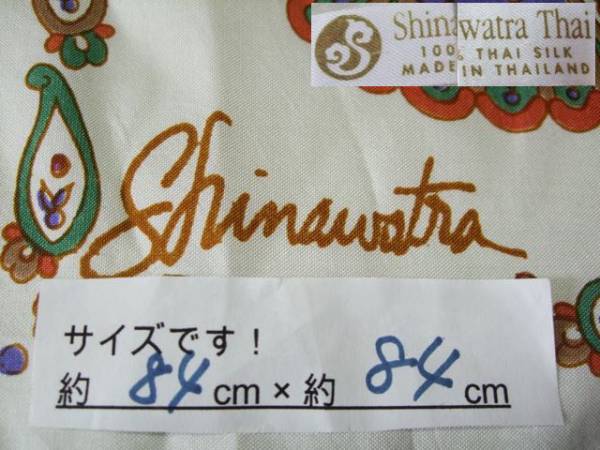 Shinawatra Thai
100% THAI SILK
MADE IN THAILAND
Shinawatra
サイズです！
約 84 cm × 約 84 cm